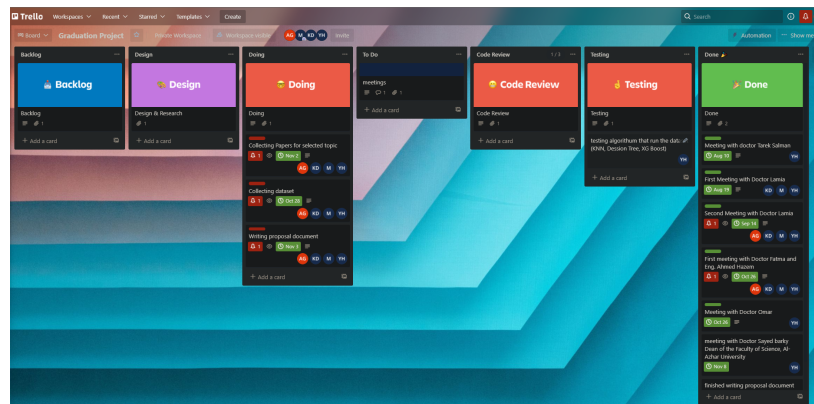 Trello Workspaces Recent Starred Templates Create Search
Board Graduation Project Private Workspace Workspace visible AG M KD YH Invite Automation Show me
Backlog
Backlog
Backlog
1
+ Add a card
Design
Design
Design & Research
1
+ Add a card
Doing
Doing
Doing
1
Collecting Papers for selected topic
1 Nov 2
AG KD M YH
Collecting dataset
1 Oct 28
AG KD M YH
Writing proposal document
1 Nov 3
AG KD M YH
+ Add a card
To Do
meetings
1 1
+ Add a card
Code Review 1 / 3
Code Review
Code Review
1
+ Add a card
Testing
Testing
Testing
1
testing algorithum that run the data
(KNN, Dession Tree, XG Boost)
YH
+ Add a card
Done
Done
Done
2
Meeting with doctor Tarek Salman
Aug 10
YH
First Meeting with Doctor Lamia
Aug 19
KD M YH
Second Meeting with Doctor Lamia
1 Sep 14
AG KD M YH
First meeting with Doctor Fatma and
Eng. Ahmed Hazem
1 Oct 26
AG KD M YH
Meeting with Doctor Omar
YH
meeting with Doctor Sayed barky
Dean of the Faculty of Science, Al-
Azhar University
Nov 8
YH
finished writing proposal document
+ Add a card